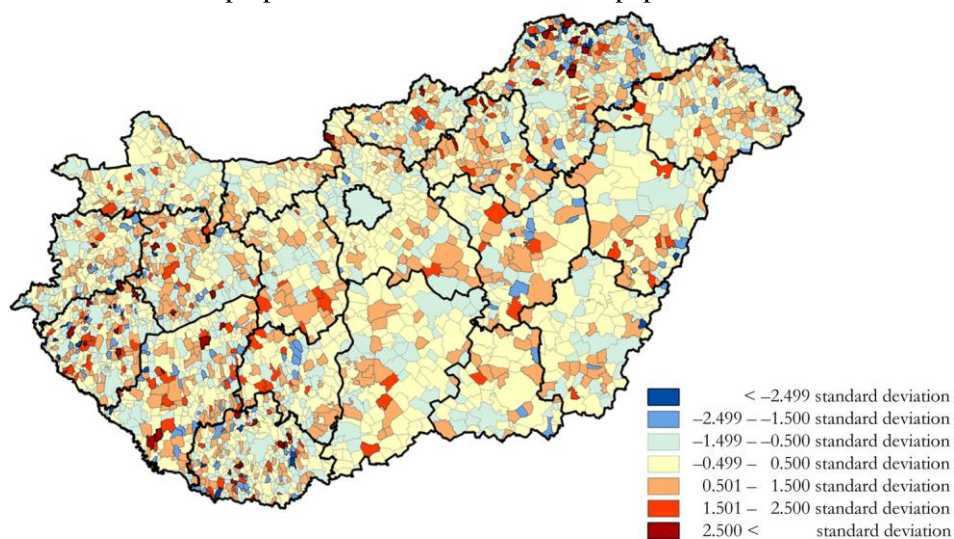 < –2.499 standard deviation
–2.499 – –1.500 standard deviation
–1.499 – –0.500 standard deviation
–0.499 – 0.500 standard deviation
0.501 – 1.500 standard deviation
1.501 – 2.500 standard deviation
2.500 < standard deviation